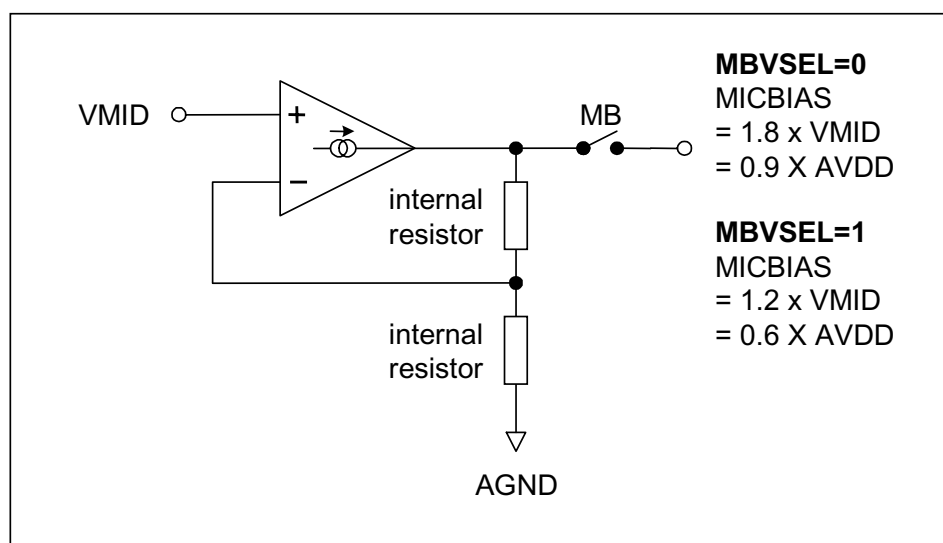 VMID
+
−
MB
internal
resistor
internal
resistor
AGND
MBVSEL=0
MICBIAS
= 1.8 x VMID
= 0.9 X AVDD
MBVSEL=1
MICBIAS
= 1.2 x VMID
= 0.6 X AVDD